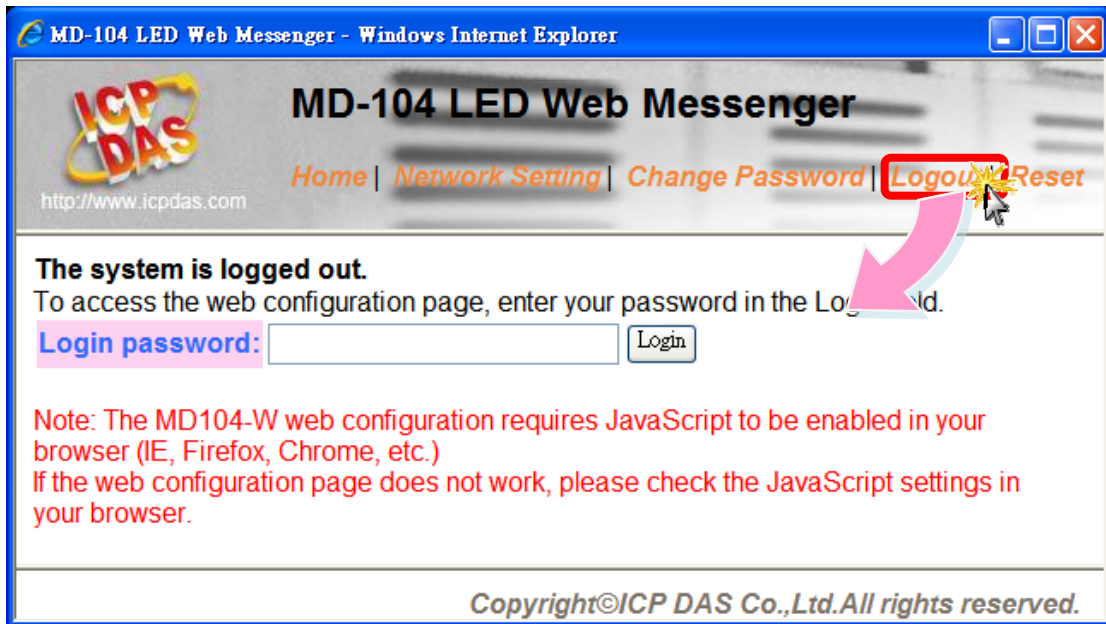 MD-104 LED Web Messenger - Windows Internet Explorer
ICP
DAS
http://www.icpdas.com
MD-104 LED Web Messenger
Home | Network Setting | Change Password | | Reset
The system is logged out.
To access the web configuration page, enter your password in the
Login password: Login
Note: The MD104-W web configuration requires JavaScript to be enabled in your
browser (IE, Firefox, Chrome, etc.)
If the web configuration page does not work, please check the JavaScript settings in
your browser.
Copyright©ICP DAS Co.,Ltd.All rights reserved.